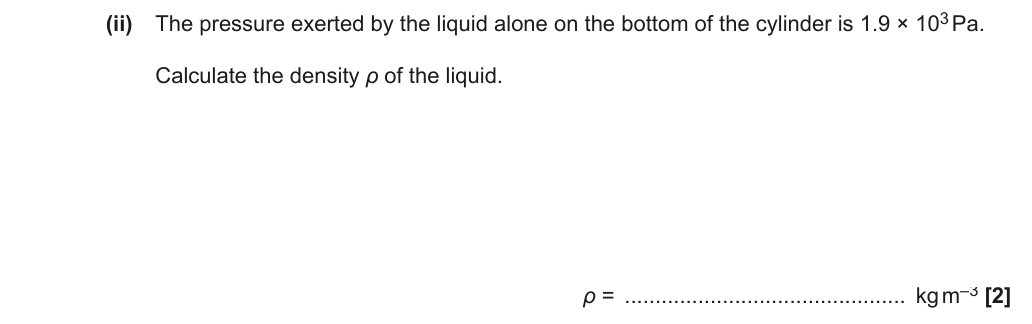 (ii) The pressure exerted by the liquid alone on the bottom of the cylinder is 1.9 × 10³ Pa.
Calculate the density ρ of the liquid.
ρ = .............................................. kg m⁻³ [2]